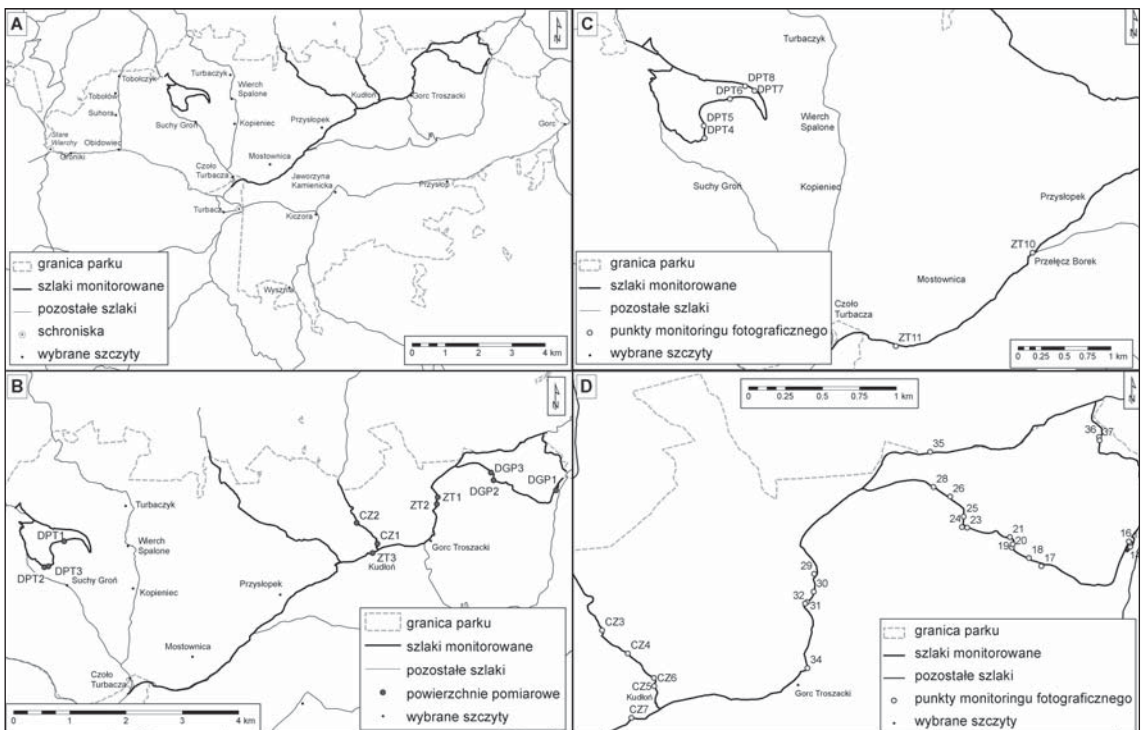 A
N
Tobołczyk
Turbaczyk
Tobołów
Suhora
Wierch
Spalone
Kudłoń
Gorc Troszacki
Suchy Groń
Kopieniec
Przysłopek
Gorc
Stare
Wierchy
Obidowiec
Groniki
Mostownica
Czoło
Turbacza
Jaworzyna
Kamienicka
Przysłop
Turbacz
Kiczora
Wyszni
granica parku
szlaki monitorowane
pozostałe szlaki
schroniska
wybrane szczyty
0 1 2 3 4 km
C
N
Turbaczyk
DPT8
DPT6
DPT7
DPT5
DPT4
Wierch
Spalone
Suchy Groń
Kopieniec
Przysłopek
ZT10
Przełęcz Borek
Mostownica
Czoło
Turbacza
ZT11
granica parku
szlaki monitorowane
pozostałe szlaki
punkty monitoringu fotograficznego
wybrane szczyty
0 0.25 0.5 0.75 1 km
B
N
DGP3
DGP2
DGP1
Turbaczyk
ZT1
ZT2
CZ2
DPT1
Wierch
Spalone
CZ1
ZT3
Kudłoń
Gorc Troszacki
DPT2
DPT3
Suchy Groń
Kopieniec
Przysłopek
Mostownica
Czoło
Turbacza
granica parku
szlaki monitorowane
pozostałe szlaki
powierzchnie pomiarowe
wybrane szczyty
0 1 2 4 km
D
N
0 0.25 0.5 0.75 1 km
36
37
35
28
26
25
24
23
21
20
19
18
17
16
29
30
32
31
34
CZ3
CZ4
CZ6
CZ5
Kudłoń
CZ7
Gorc Troszacki
granica parku
szlaki monitorowane
pozostałe szlaki
punkty monitoringu fotograficznego
wybrane szczyty